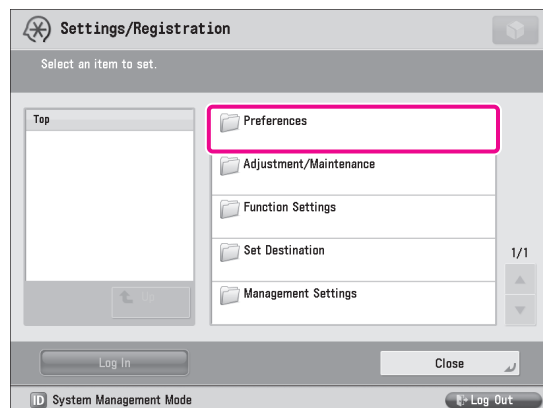 Settings/Registration
Select an item to set.
Top
Preferences
Adjustment/Maintenance
Function Settings
Set Destination
Management Settings
1/1
Up
Log In
Close
ID System Management Mode
Log Out